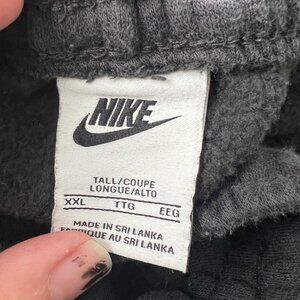 NIKE
TALL/COUPE
LONGUE/ALTO
XXL TTG EEG
MADE IN SRI LANKA
FABRIQUE AU SRI LANKA